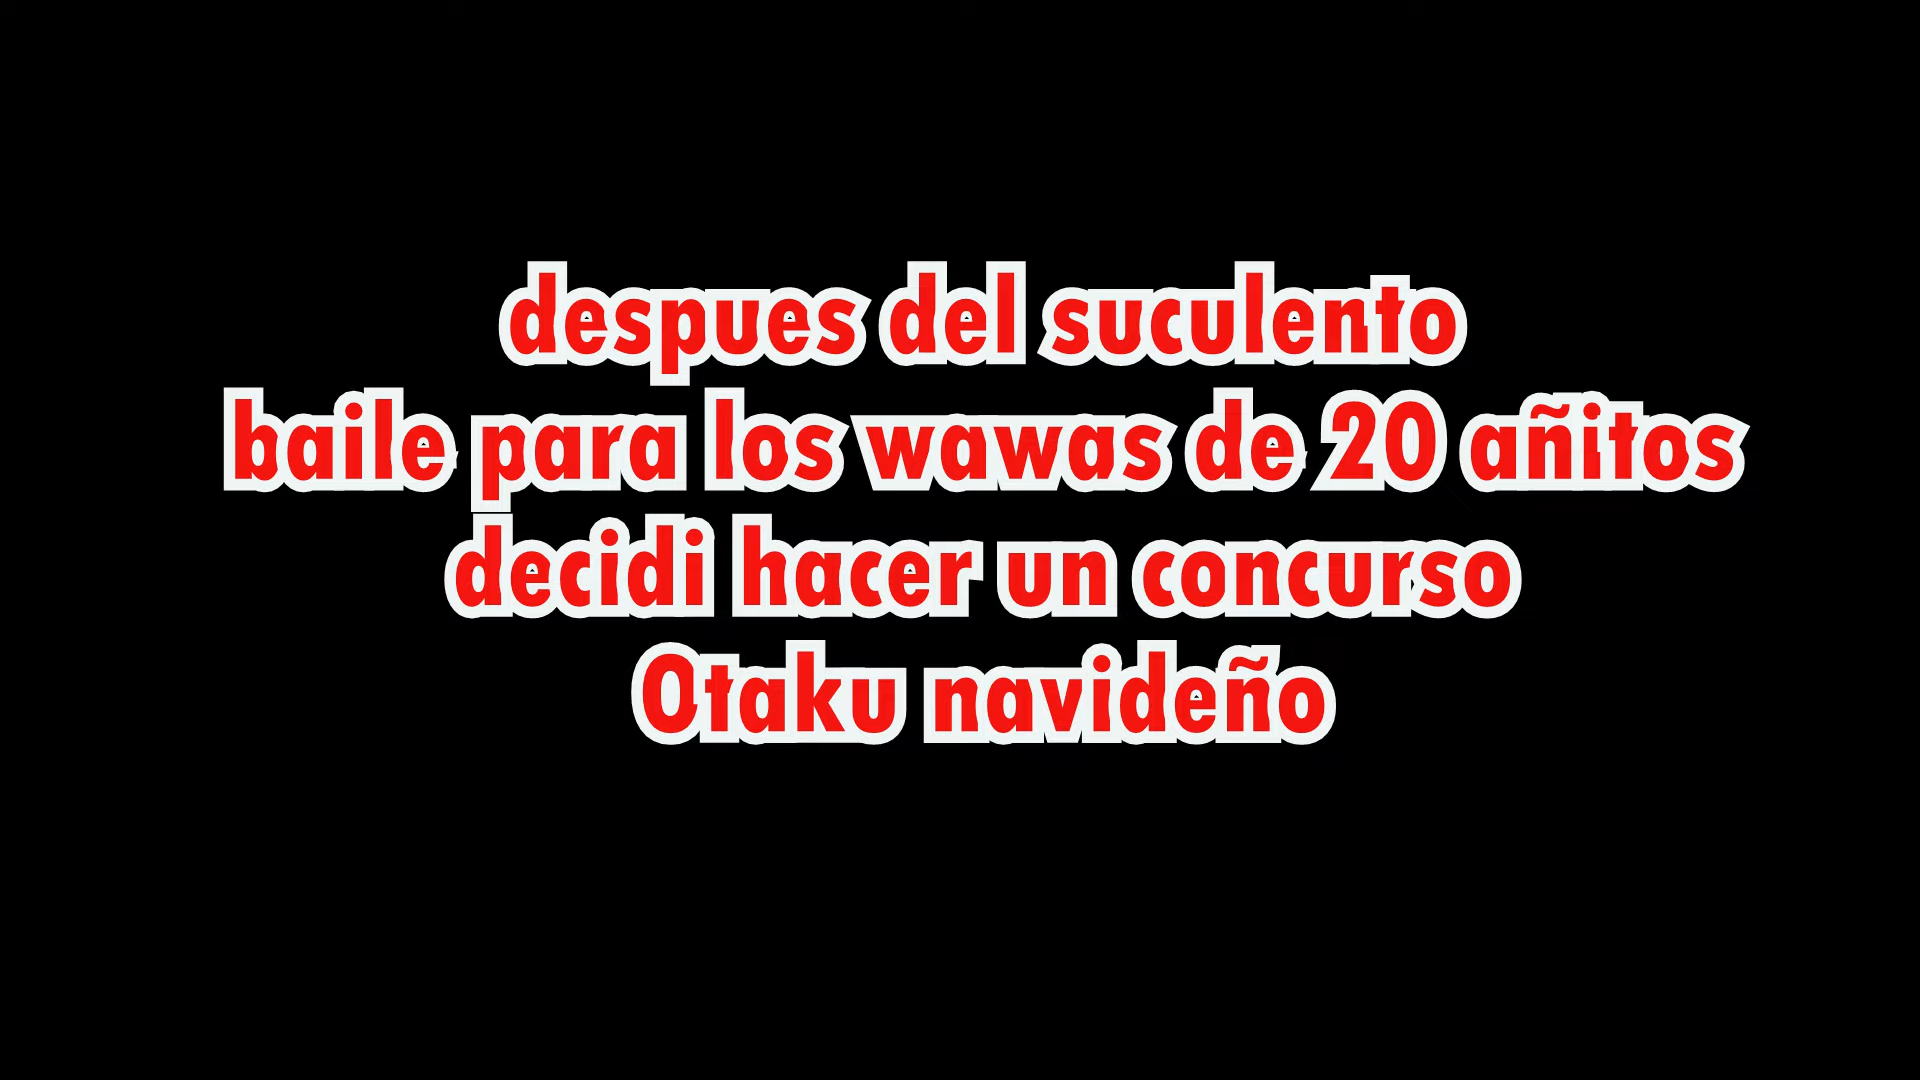 despues del suculento
baile para los wawas de 20 añitos
decidi hacer un concurso
Otaku navideño